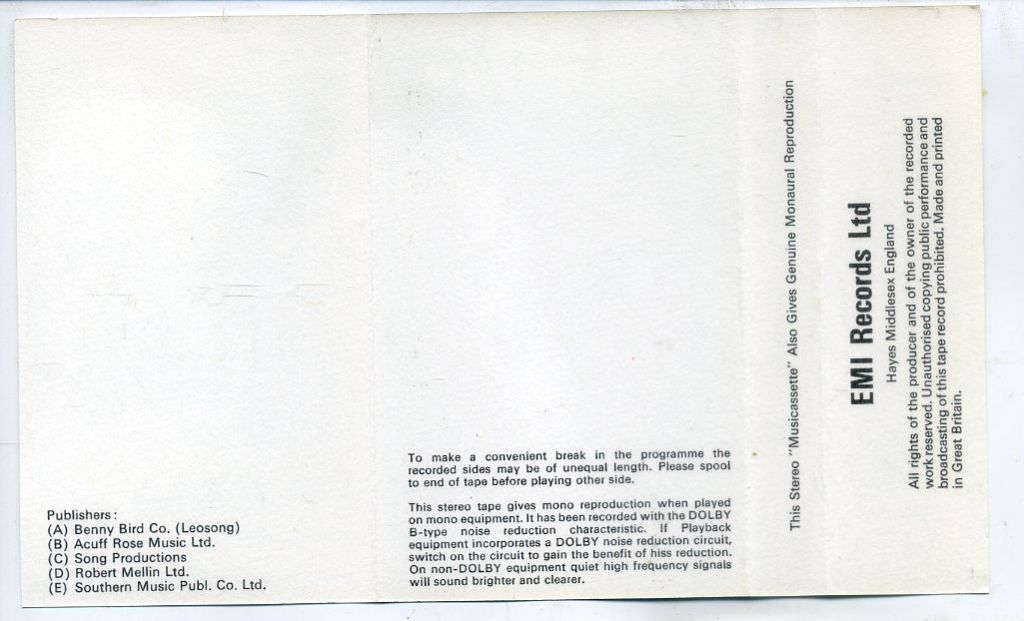 Publishers:
(A) Benny Bird Co. (Leosong)
(B) Acuff Rose Music Ltd.
(C) Song Productions
(D) Robert Mellin Ltd.
(E) Southern Music Publ. Co. Ltd.
To make a convenient break in the programme the
recorded sides may be of unequal length. Please spool
to end of tape before playing other side.
This stereo tape gives mono reproduction when played
on mono equipment. It has been recorded with the DOLBY
B-type noise reduction characteristic. If Playback
equipment incorporates a DOLBY noise reduction circuit,
switch on the circuit to gain the benefit of hiss reduction.
On non-DOLBY equipment quiet high frequency signals
will sound brighter and clearer.
This Stereo "Musicassette" Also Gives Genuine Monaural Reproduction
EMI Records Ltd
Hayes Middlesex England
All rights of the producer and of the owner of the recorded
work reserved. Unauthorised copying public performance and
broadcasting of this tape record prohibited. Made and printed
in Great Britain.